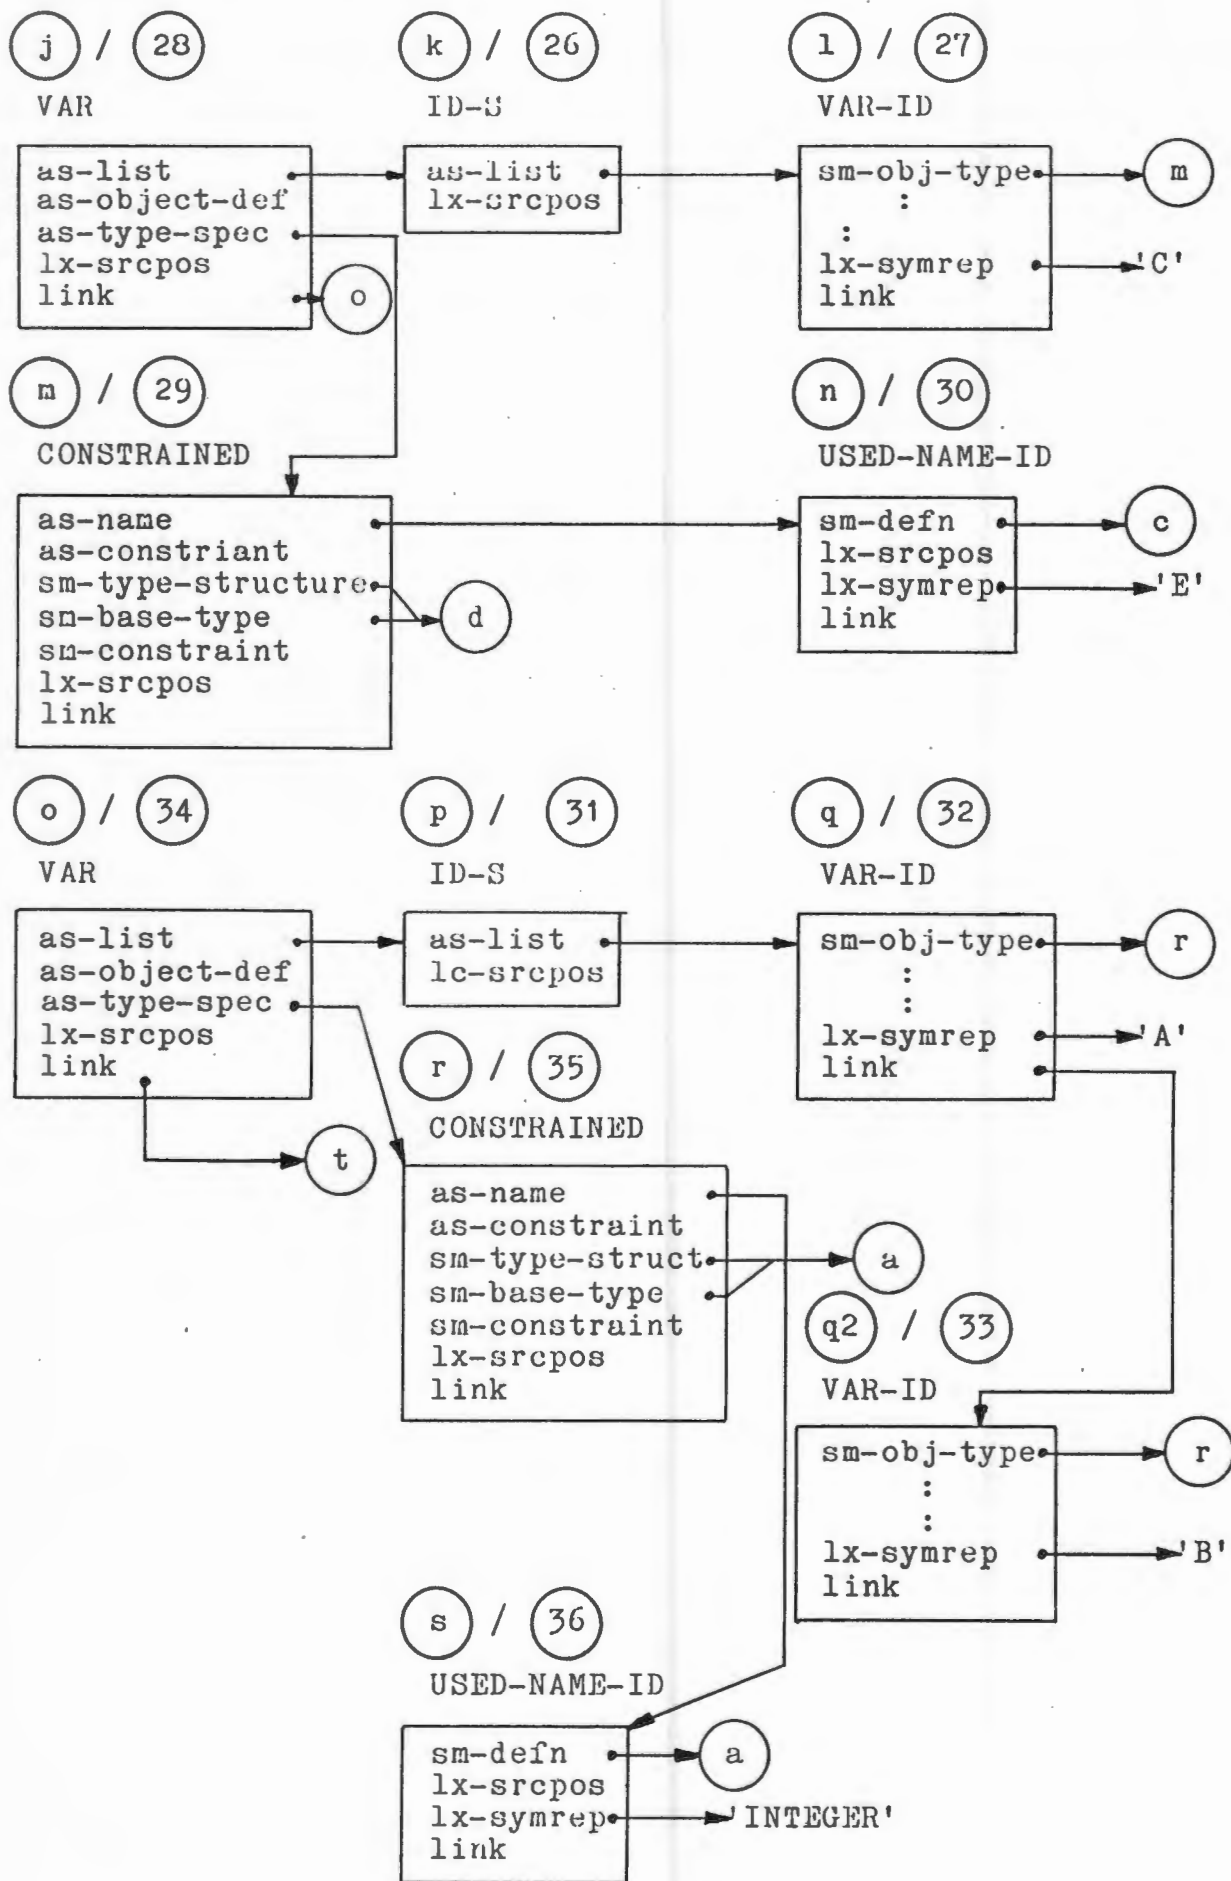 j / 28
VAR
as-list
as-object-def
as-type-spec
lx-srcpos
link
o
k / 26
ID-S
as-list
lx-srcpos
l / 27
VAR-ID
sm-obj-type
:
:
lx-symrep
link
m
'C'
m / 29
CONSTRAINED
as-name
as-constriant
sm-type-structure
sm-base-type
sm-constraint
lx-srcpos
link
d
n / 30
USED-NAME-ID
sm-defn
lx-srcpos
lx-symrep
link
c
'E'
o / 34
VAR
as-list
as-object-def
as-type-spec
lx-srcpos
link
t
p / 31
ID-S
as-list
lc-srcpos
q / 32
VAR-ID
sm-obj-type
:
:
lx-symrep
link
r
'A'
r / 35
CONSTRAINED
as-name
as-constraint
sm-type-struct
sm-base-type
sm-constraint
lx-srcpos
link
a
q2 / 33
VAR-ID
sm-obj-type
:
:
lx-symrep
link
r
'B'
s / 36
USED-NAME-ID
sm-defn
lx-srcpos
lx-symrep
link
a
'INTEGER'